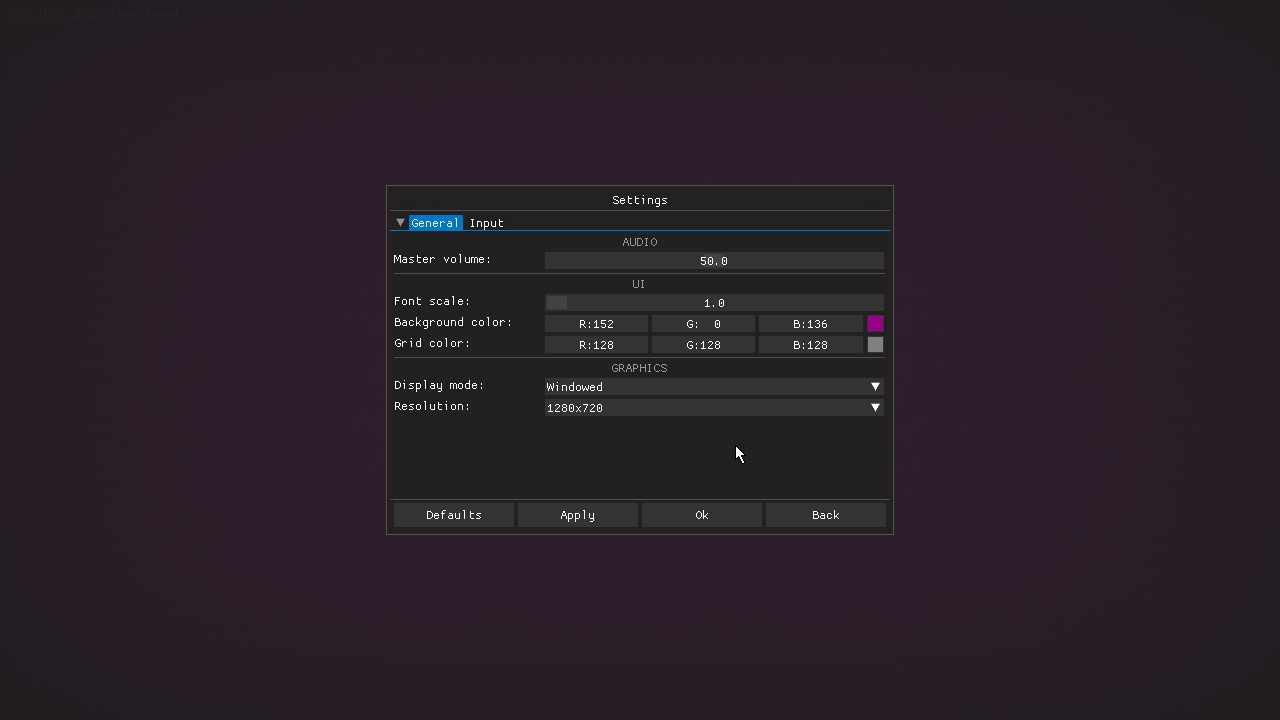 Settings
General Input
AUDIO
Master volume: 50.0
UI
Font scale: 1.0
Background color: R:152 G: 0 B:136
Grid color: R:128 G:128 B:128
GRAPHICS
Display mode: Windowed
Resolution: 1280x720
Defaults Apply Ok Back